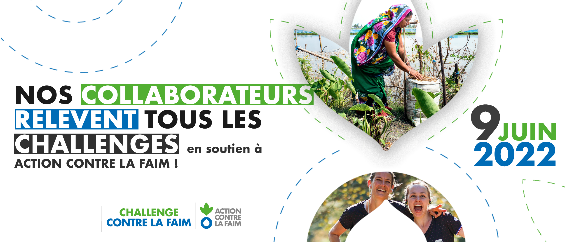 NOS COLLABORATEURS
RELEVENT TOUS LES
CHALLENGES en soutien à
ACTION CONTRE LA FAIM !
9 JUIN
2022
CHALLENGE
CONTRE LA FAIM
ACTION
CONTRE
LA FAIM